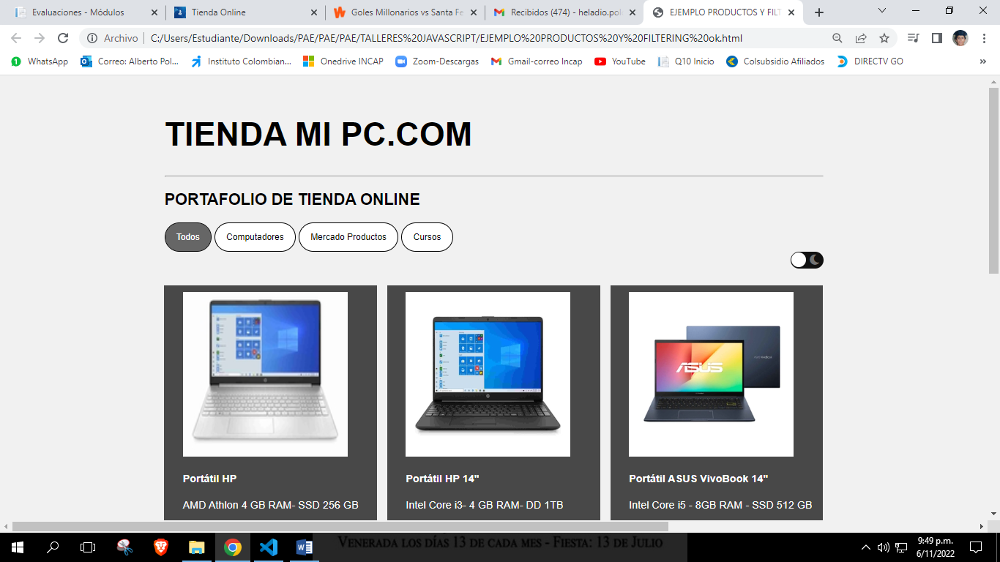 Evaluaciones - Módulos
Tienda Online
Goles Millonarios vs Santa Fe
Recibidos (474) - heladio.pol
EJEMPLO PRODUCTOS Y FILT
Archivo
C:/Users/Estudiante/Downloads/PAE/PAE/PAE/TALLERES%20JAVASCRIPT/EJEMPLO%20PRODUCTOS%20Y%20FILTERING%20ok.html
1 WhatsApp
Correo: Alberto Pol...
Instituto Colombian...
Onedrive INCAP
Zoom-Descargas
Gmail-correo Incap
YouTube
Q10 Inicio
Colsubsidio Afiliados
DIRECTV GO
»
TIENDA MI PC.COM
PORTAFOLIO DE TIENDA ONLINE
Todos
Computadores
Mercado Productos
Cursos
ASUS
Portátil HP
AMD Athlon 4 GB RAM- SSD 256 GB
Portátil HP 14"
Intel Core i3- 4 GB RAM- DD 1TB
Portátil ASUS VivoBook 14"
Intel Core i5 - 8GB RAM - SSD 512 GB
VENERADA LOS DÍAS 13 DE CADA MES - FIESTA: 13 DE JULIO
9:49 p.m.
6/11/2022